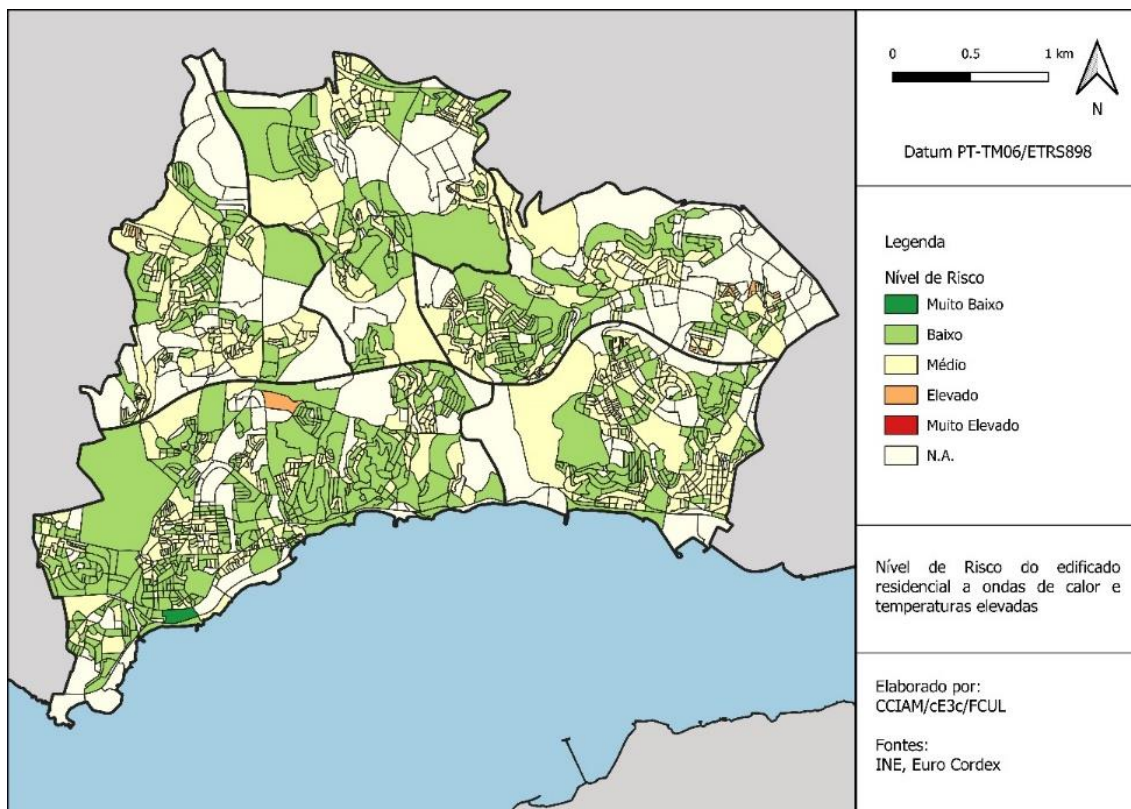 0 0.5 1 km
N
Datum PT-TM06/ETRS898
Legenda
Nível de Risco
Muito Baixo
Baixo
Médio
Elevado
Muito Elevado
N.A.
Nível de Risco do edificado
residencial a ondas de calor e
temperaturas elevadas
Elaborado por:
CCIAM/cE3c/FCUL
Fontes:
INE, Euro Cordex